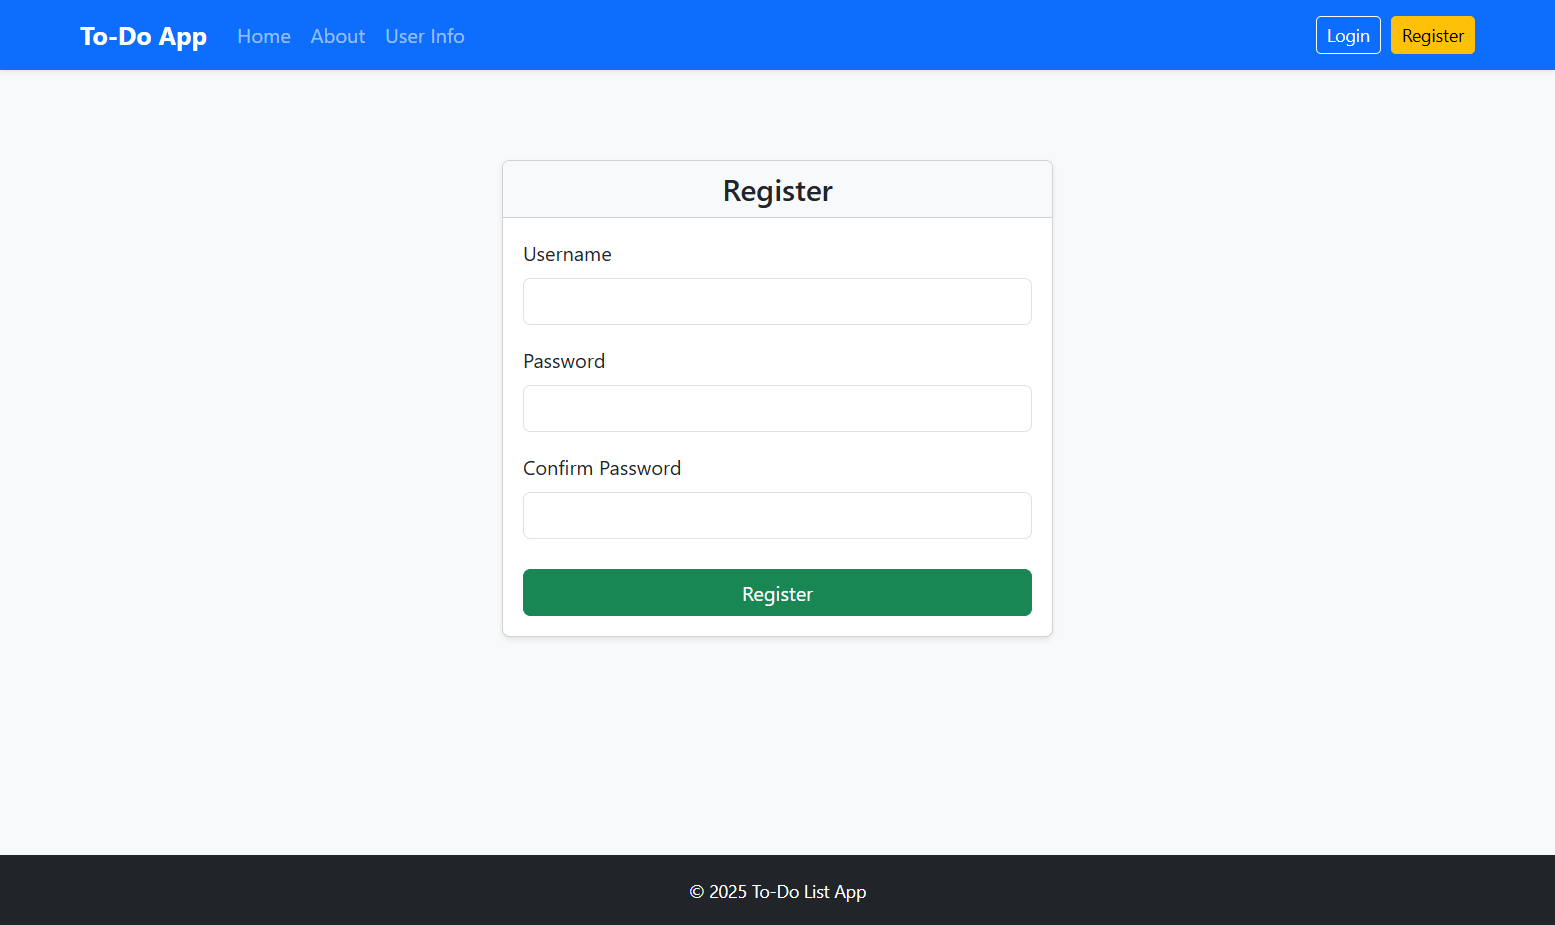 To-Do App Home About User Info Login Register
Register
Username
Password
Confirm Password
Register
© 2025 To-Do List App